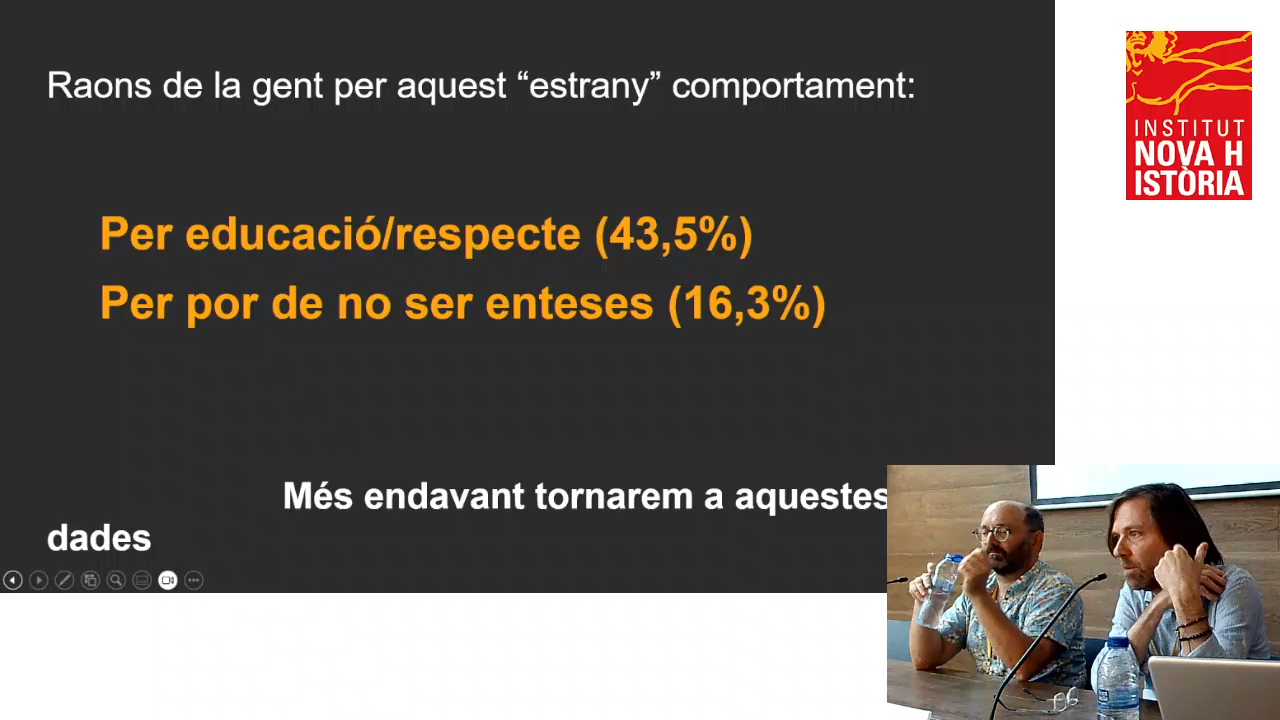 Raons de la gent per aquest “estrany” comportament:
Per educació/respecte (43,5%)
Per por de no ser enteses (16,3%)
Més endavant tornarem a aquestes
dades
INSTITUT
NOVA H
ISTÒRIA